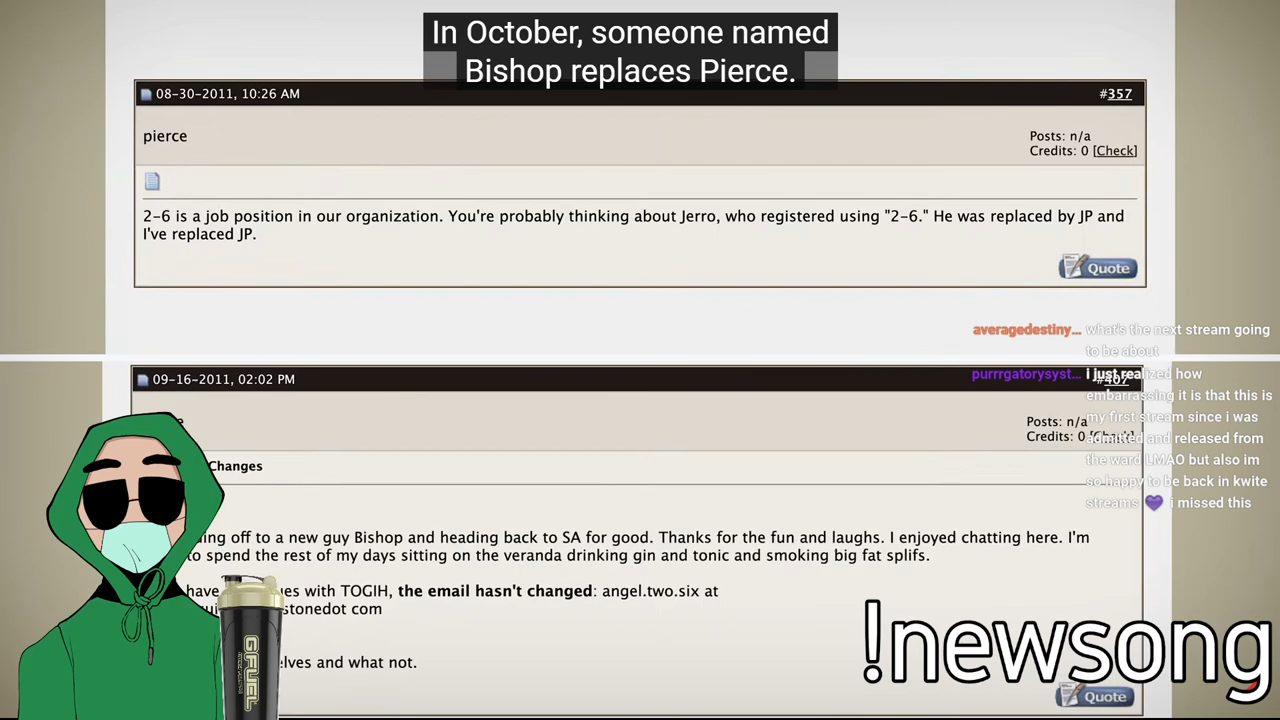 In October, someone named
Bishop replaces Pierce.
08-30-2011, 10:26 AM
#357
pierce
Posts: n/a
Credits: 0 [Check]
2-6 is a job position in our organization. You're probably thinking about Jerro, who registered using "2-6." He was replaced by JP and
I've replaced JP.
Quote
averagedestiny… what's the next stream going
to be about
09-16-2011, 02:02 PM
purrrgatorysyst… i just realized how
embarrassing it is that this is
my first stream since i was
admitted and released from
the ward LMAO but also im
so happy to be back in kwite
streams 💜 i missed this
Posts: n/a
Credits: 0
Changes
off to a new guy Bishop and heading back to SA for good. Thanks for the fun and laughs. I enjoyed chatting here. I'm
to spend the rest of my days sitting on the veranda drinking gin and tonic and smoking big fat splifs.
have
with TOGIH, the email hasn't changed: angel.two.six at
stonedot com
and what not.
GFUEL
!newsong
Quote